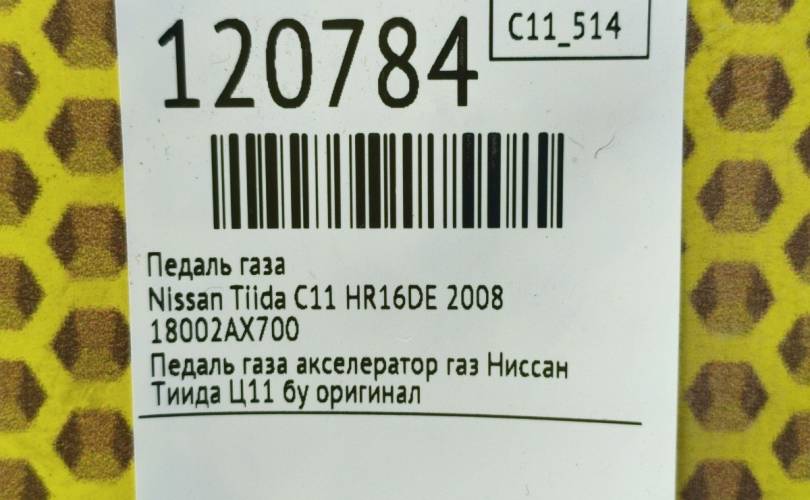 120784
C11_514
Педаль газа
Nissan Tiida C11 HR16DE 2008
18002AX700
Педаль газа акселератор газ Ниссан
Тиида Ц11 бу оригинал